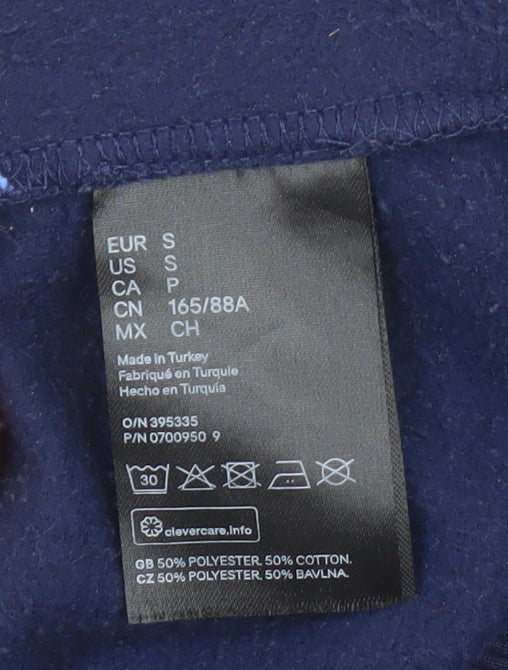 EUR S
US S
CA P
CN 165/88A
MX CH
Made in Turkey
Fabriqué en Turquie
Hecho en Turquía
O/N 395335
P/N 0700950 9
30
clevercare.info
GB 50% POLYESTER. 50% COTTON.
CZ 50% POLYESTER. 50% BAVLNA.